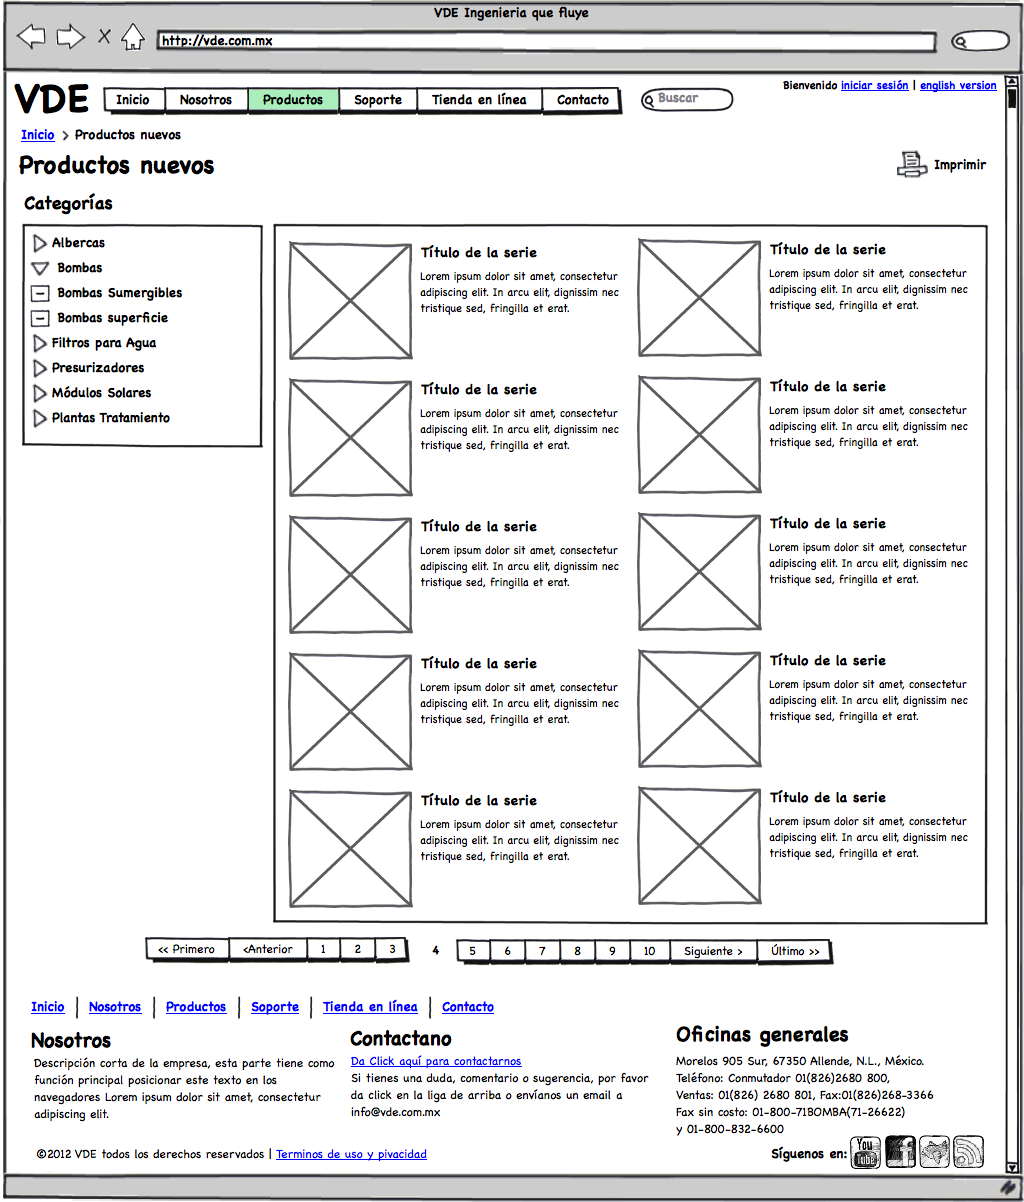 VDE Ingenieria que fluye
http://vde.com.mx
Bienvenido iniciar sesión | english version
VDE Inicio Nosotros Productos Soporte Tienda en línea Contacto Buscar
Inicio > Productos nuevos
Productos nuevos
Imprimir
Categorías
Albercas
Bombas
Bombas Sumergibles
Bombas superficie
Filtros para Agua
Presurizadores
Módulos Solares
Plantas Tratamiento
Título de la serie
Lorem ipsum dolor sit amet, consectetur
adipiscing elit. In arcu elit, dignissim nec
tristique sed, fringilla et erat.
Título de la serie
Lorem ipsum dolor sit amet, consectetur
adipiscing elit. In arcu elit, dignissim nec
tristique sed, fringilla et erat.
Título de la serie
Lorem ipsum dolor sit amet, consectetur
adipiscing elit. In arcu elit, dignissim nec
tristique sed, fringilla et erat.
Título de la serie
Lorem ipsum dolor sit amet, consectetur
adipiscing elit. In arcu elit, dignissim nec
tristique sed, fringilla et erat.
Título de la serie
Lorem ipsum dolor sit amet, consectetur
adipiscing elit. In arcu elit, dignissim nec
tristique sed, fringilla et erat.
Título de la serie
Lorem ipsum dolor sit amet, consectetur
adipiscing elit. In arcu elit, dignissim nec
tristique sed, fringilla et erat.
Título de la serie
Lorem ipsum dolor sit amet, consectetur
adipiscing elit. In arcu elit, dignissim nec
tristique sed, fringilla et erat.
Título de la serie
Lorem ipsum dolor sit amet, consectetur
adipiscing elit. In arcu elit, dignissim nec
tristique sed, fringilla et erat.
Título de la serie
Lorem ipsum dolor sit amet, consectetur
adipiscing elit. In arcu elit, dignissim nec
tristique sed, fringilla et erat.
Título de la serie
Lorem ipsum dolor sit amet, consectetur
adipiscing elit. In arcu elit, dignissim nec
tristique sed, fringilla et erat.
<< Primero <Anterior 1 2 3 4 5 6 7 8 9 10 Siguiente > Último >>
Inicio | Nosotros | Productos | Soporte | Tienda en línea | Contacto
Nosotros
Descripción corta de la empresa, esta parte tiene como
función principal posicionar este texto en los
navegadores Lorem ipsum dolor sit amet, consectetur
adipiscing elit.
Contactano
Da Click aquí para contactarnos
Si tienes una duda, comentario o sugerencia, por favor
da click en la liga de arriba o envíanos un email a
info@vde.com.mx
Oficinas generales
Morelos 905 Sur, 67350 Allende, N.L., México.
Teléfono: Conmutador 01(826)2680 800,
Ventas: 01(826) 2680 801, Fax:01(826)268-3366
Fax sin costo: 01-800-71BOMBA(71-26622)
y 01-800-832-6600
©2012 VDE todos los derechos reservados | Terminos de uso y pivacidad
Síguenos en: You Tube f